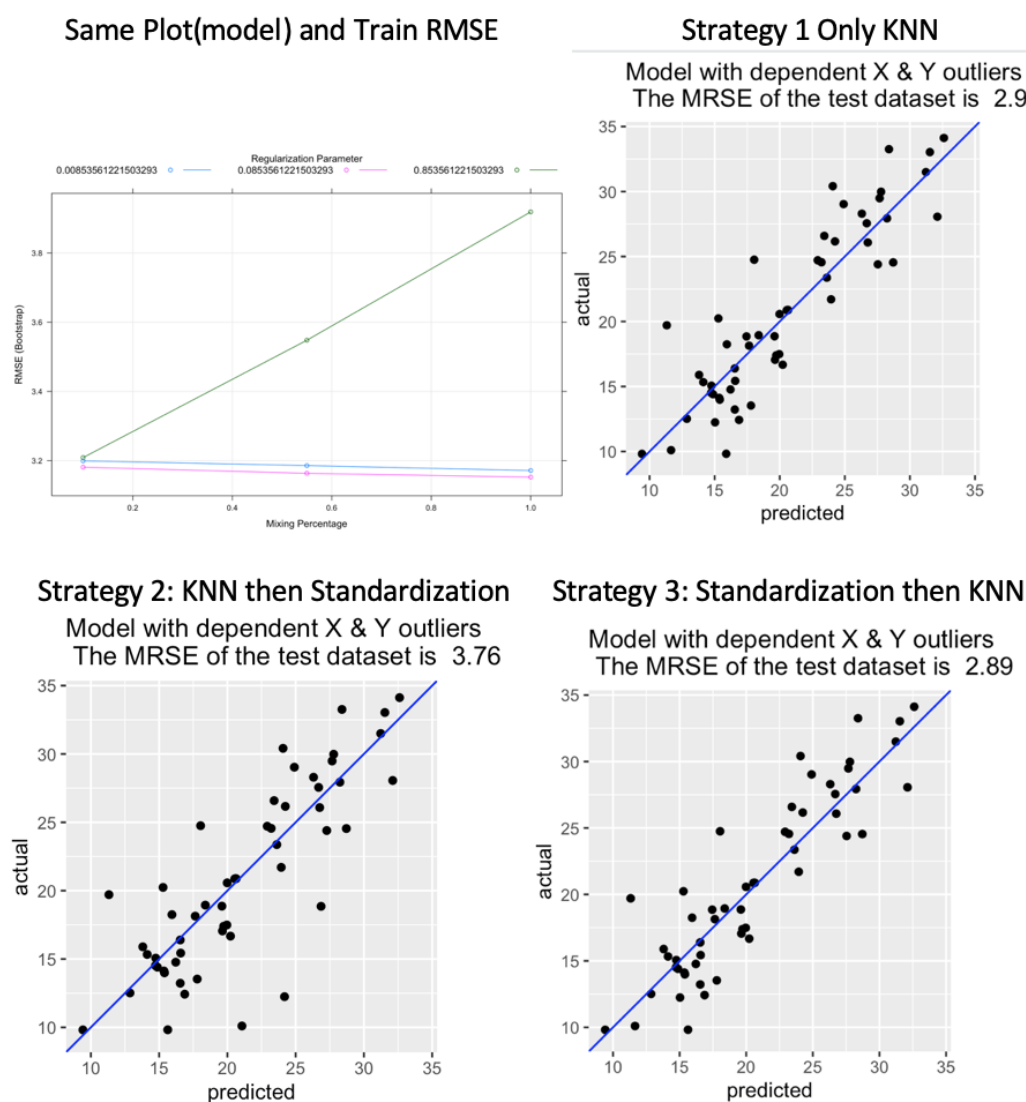 Same Plot(model) and Train RMSE
Regularization Parameter
0.00853561221503293
0.0853561221503293
0.853561221503293
3.8
3.6
3.4
3.2
RMSE (Bootstrap)
0.2
0.4
0.6
0.8
1.0
Mixing Percentage
Strategy 1 Only KNN
Model with dependent X & Y outliers
The MRSE of the test dataset is 2.9
35
30
25
20
15
10
actual
10
15
20
25
30
35
predicted
Strategy 2: KNN then Standardization
Model with dependent X & Y outliers
The MRSE of the test dataset is 3.76
35
30
25
20
15
10
actual
10
15
20
25
30
35
predicted
Strategy 3: Standardization then KNN
Model with dependent X & Y outliers
The MRSE of the test dataset is 2.89
35
30
25
20
15
10
actual
10
15
20
25
30
35
predicted